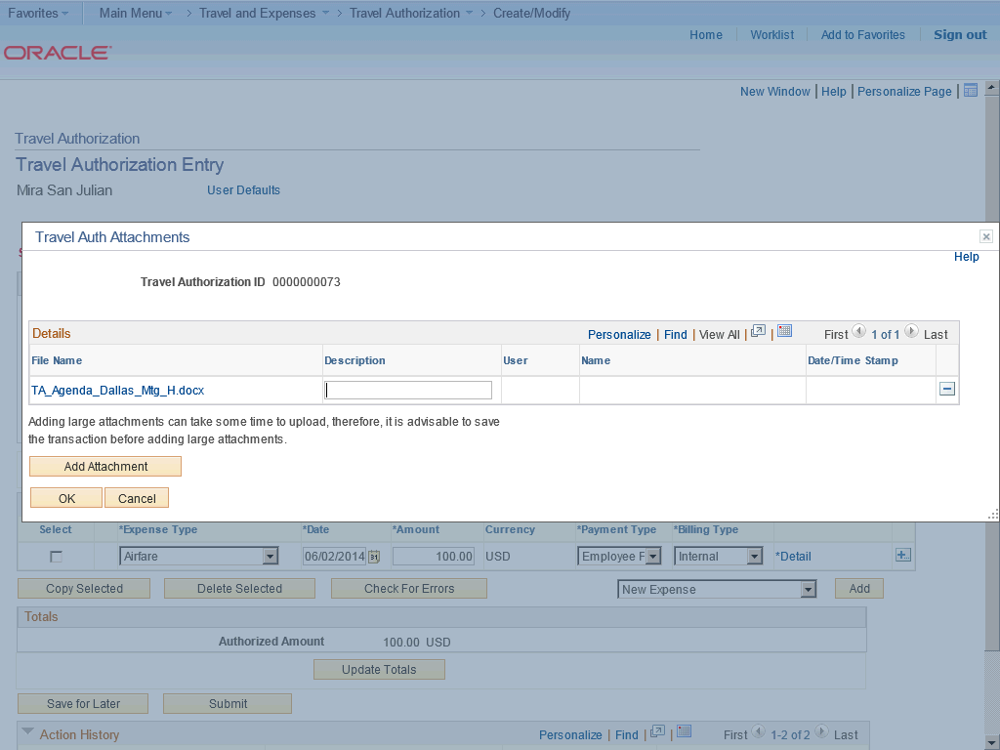 Favorites Main Menu > Travel and Expenses > Travel Authorization > Create/Modify
Home Worklist Add to Favorites Sign out
ORACLE
New Window | Help | Personalize Page |
Travel Authorization
Travel Authorization Entry
Mira San Julian User Defaults
Travel Auth Attachments
Help
Travel Authorization ID 0000000073
Details Personalize | Find | View All | | First 1 of 1 Last
File Name Description User Name Date/Time Stamp
TA_Agenda_Dallas_Mtg_H.docx
Adding large attachments can take some time to upload, therefore, it is advisable to save
the transaction before adding large attachments.
Add Attachment
OK Cancel
Select *Expense Type *Date *Amount Currency *Payment Type *Billing Type
Airfare 06/02/2014 31 100.00 USD Employee F Internal *Detail
Copy Selected Delete Selected Check For Errors New Expense Add
Totals
Authorized Amount 100.00 USD
Update Totals
Save for Later Submit
Action History Personalize | Find | | First 1-2 of 2 Last